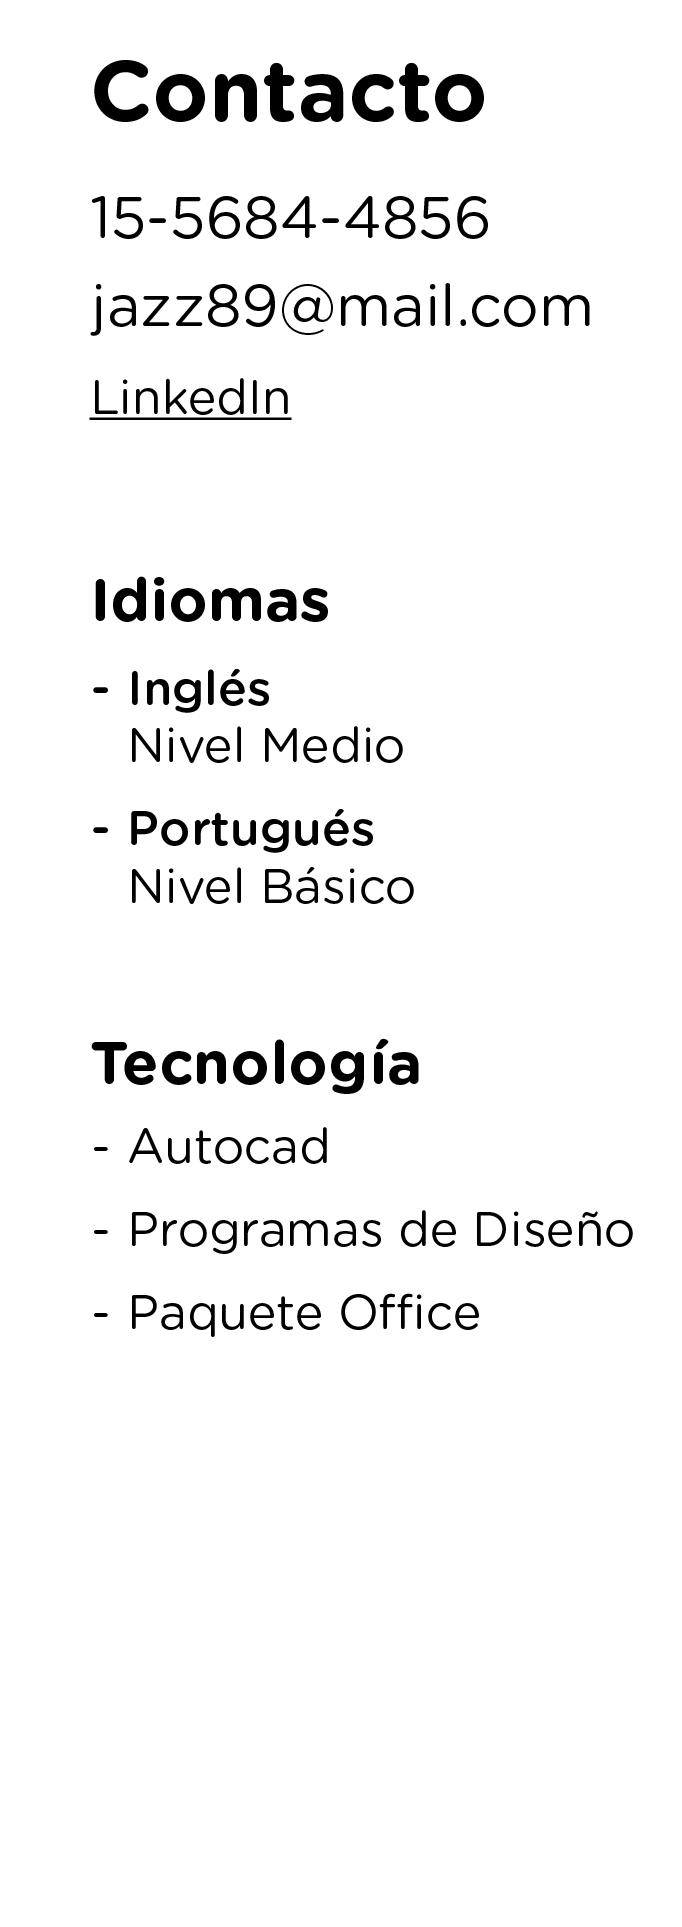 Contacto
15-5684-4856
jazz89@mail.com
LinkedIn
Idiomas
- Inglés
Nivel Medio
- Portugués
Nivel Básico
Tecnología
- Autocad
- Programas de Diseño
- Paquete Office